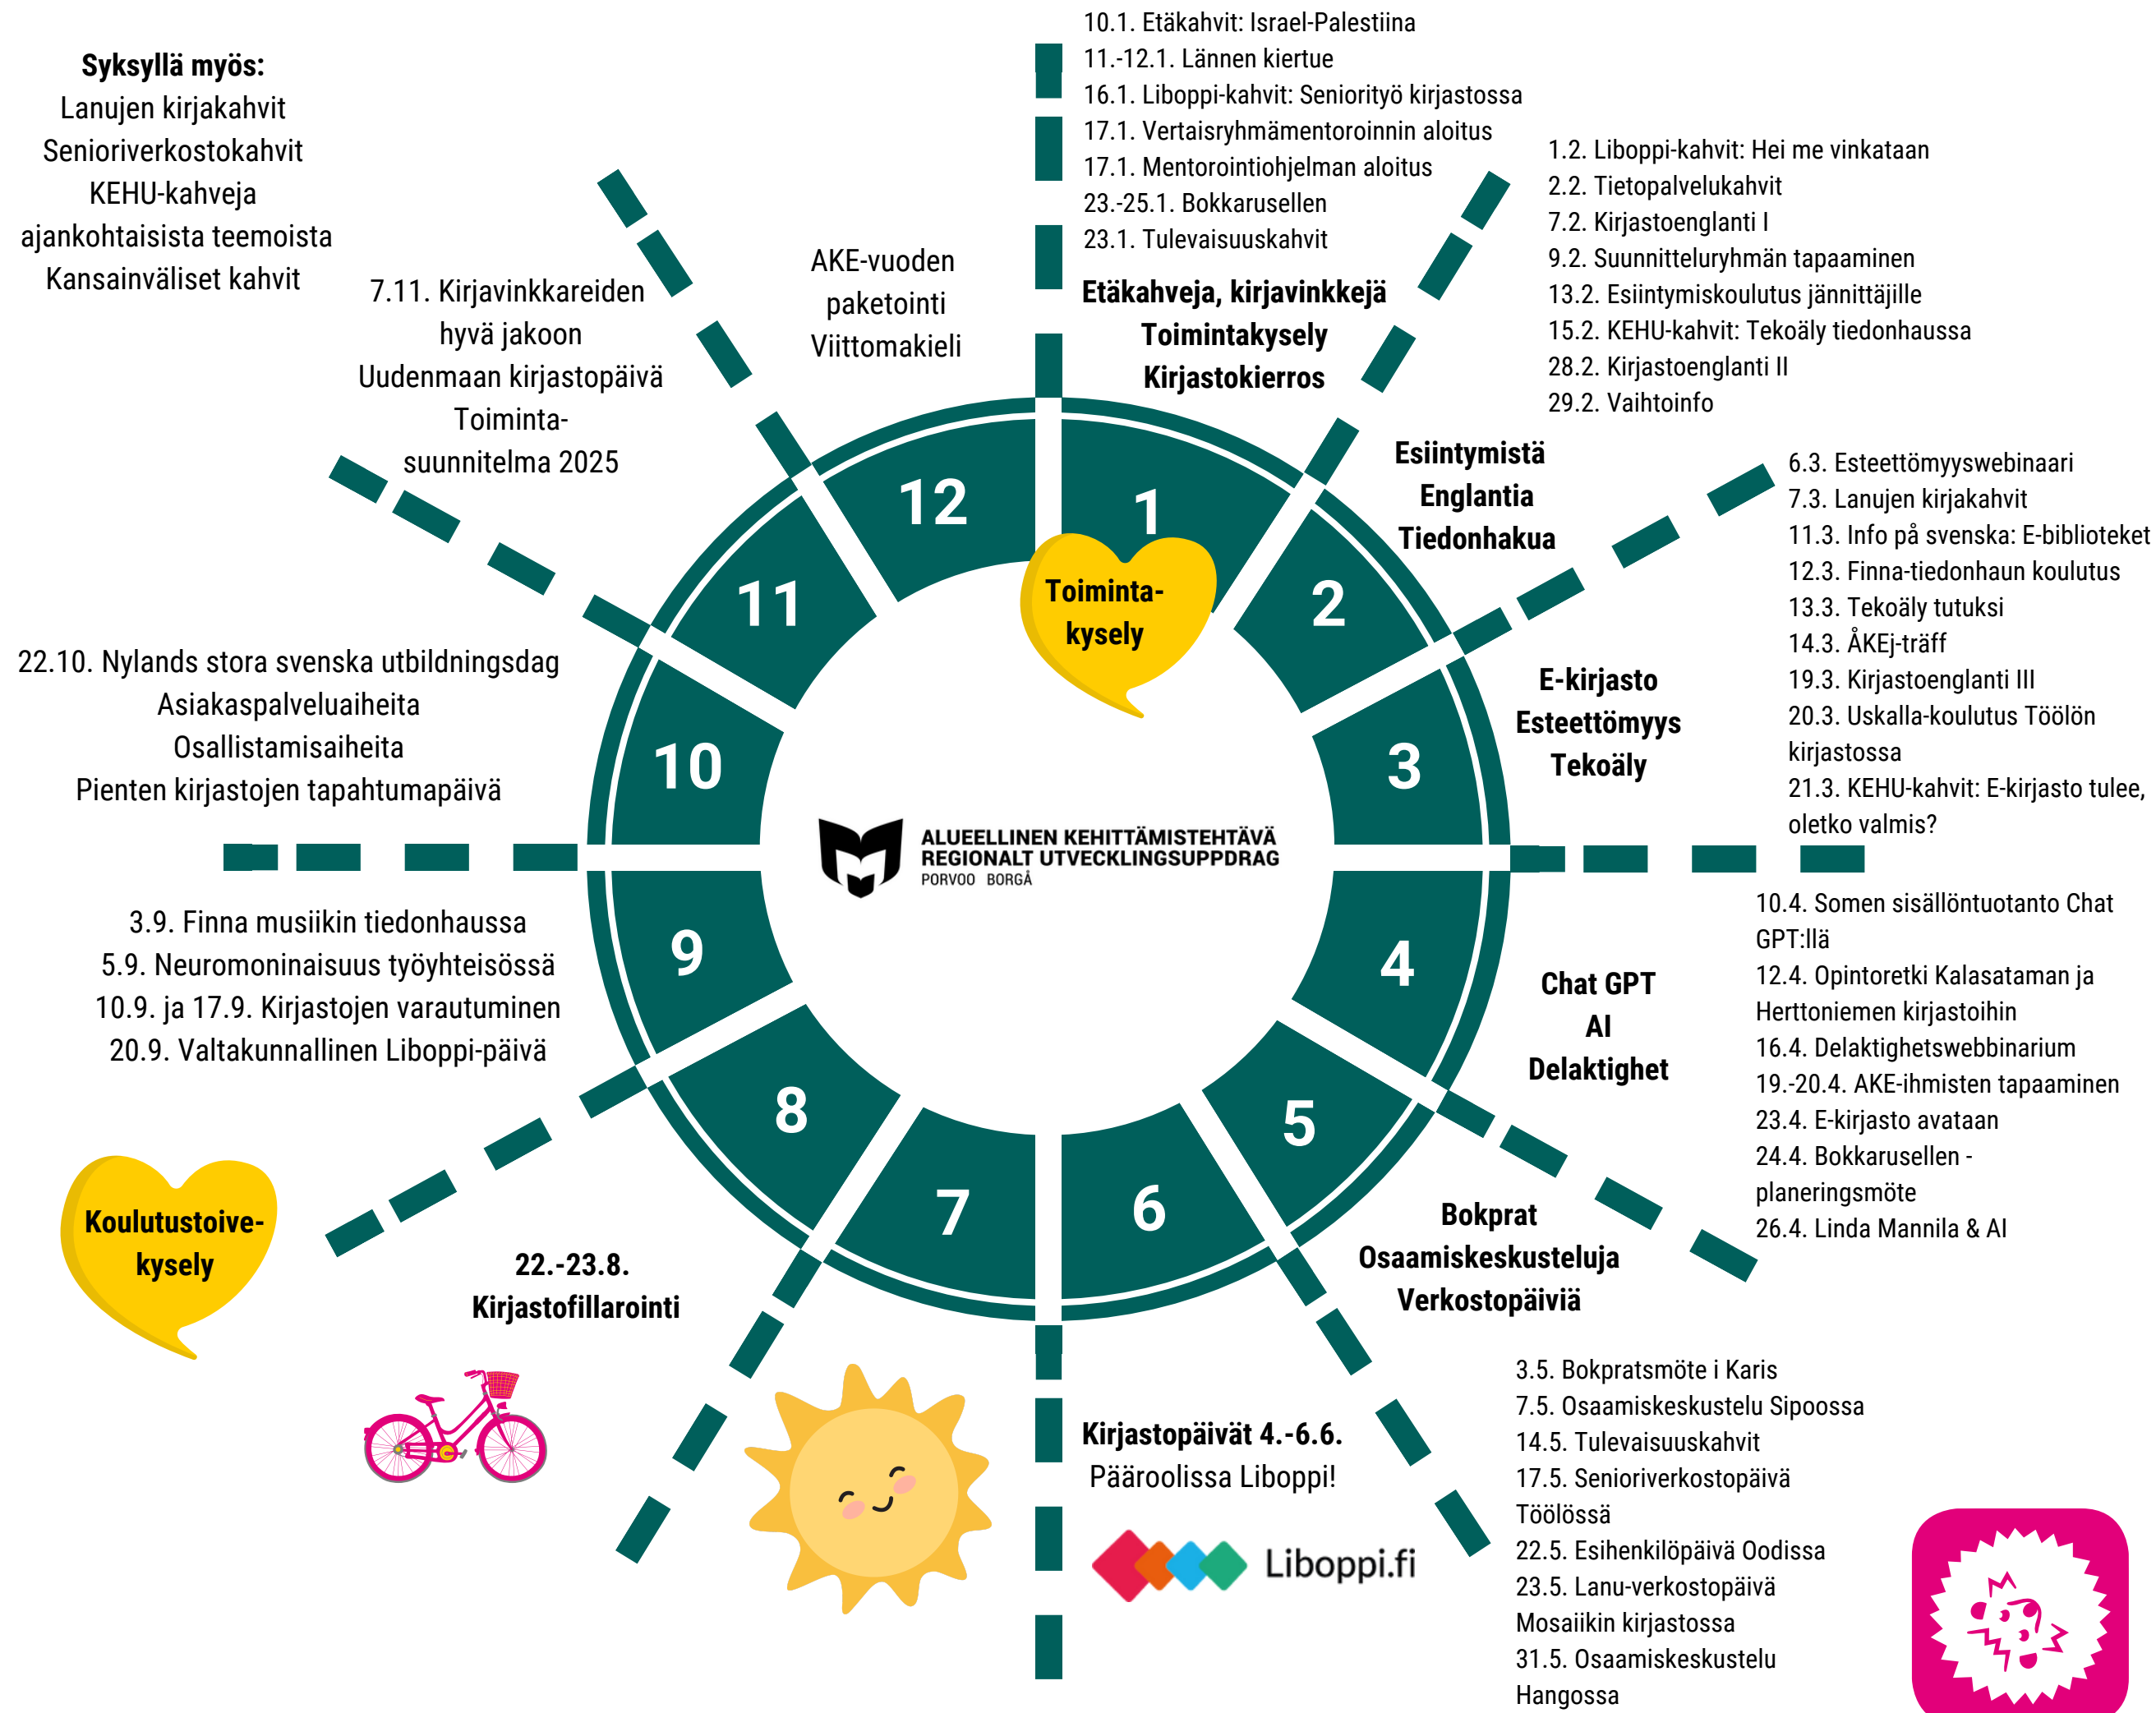 10.1. Etäkahvit: Israel-Palestiina
11.-12.1. Lännen kiertue
16.1. Liboppi-kahvit: Seniorityö kirjastossa
17.1. Vertaisryhmämentoroinnin aloitus
17.1. Mentorointiohjelman aloitus
23.-25.1. Bokkarusellen
23.1. Tulevaisuuskahvit
Etäkahveja, kirjavinkkejä
Toimintakysely
Kirjastokierros
1
Toiminta-
kysely
1.2. Liboppi-kahvit: Hei me vinkataan
2.2. Tietopalvelukahvit
7.2. Kirjastoenglanti I
9.2. Suunnitteluryhmän tapaaminen
13.2. Esiintymiskoulutus jännittäjille
15.2. KEHU-kahvit: Tekoäly tiedonhaussa
28.2. Kirjastoenglanti II
29.2. Vaihtoinfo
Esiintymistä
Englantia
Tiedonhakua
2
6.3. Esteettömyyswebinaari
7.3. Lanujen kirjakahvit
11.3. Info på svenska: E-biblioteket
12.3. Finna-tiedonhaun koulutus
13.3. Tekoäly tutuksi
14.3. ÅKEj-träff
19.3. Kirjastoenglanti III
20.3. Uskalla-koulutus Töölön
kirjastossa
21.3. KEHU-kahvit: E-kirjasto tulee,
oletko valmis?
E-kirjasto
Esteettömyys
Tekoäly
3
10.4. Somen sisällöntuotanto Chat
GPT:llä
12.4. Opintoretki Kalasataman ja
Herttoniemen kirjastoihin
16.4. Delaktighetswebbinarium
19.-20.4. AKE-ihmisten tapaaminen
23.4. E-kirjasto avataan
24.4. Bokkarusellen -
planeringsmöte
26.4. Linda Mannila & AI
Chat GPT
AI
Delaktighet
4
Bokprat
Osaamiskeskusteluja
Verkostopäiviä
5
3.5. Bokpratsmöte i Karis
7.5. Osaamiskeskustelu Sipoossa
14.5. Tulevaisuuskahvit
17.5. Senioriverkostopäivä
Töölössä
22.5. Esihenkilöpäivä Oodissa
23.5. Lanu-verkostopäivä
Mosaiikin kirjastossa
31.5. Osaamiskeskustelu
Hangossa
6
Kirjastopäivät 4.-6.6.
Pääroolissa Liboppi!
Liboppi.fi
7
8
22.-23.8.
Kirjastofillarointi
Koulutustoive-
kysely
9
3.9. Finna musiikin tiedonhaussa
5.9. Neuromoninaisuus työyhteisössä
10.9. ja 17.9. Kirjastojen varautuminen
20.9. Valtakunnallinen Liboppi-päivä
10
22.10. Nylands stora svenska utbildningsdag
Asiakaspalveluaiheita
Osallistamisaiheita
Pienten kirjastojen tapahtumapäivä
11
7.11. Kirjavinkkareiden
hyvä jakoon
Uudenmaan kirjastopäivä
Toiminta-
suunnitelma 2025
12
AKE-vuoden
paketointi
Viittomakieli
Syksyllä myös:
Lanujen kirjakahvit
Senioriverkostokahvit
KEHU-kahveja
ajankohtaisista teemoista
Kansainväliset kahvit
ALUEELLINEN KEHITTÄMISTEHTÄVÄ
REGIONALT UTVECKLINGSUPPDRAG
PORVOO BORGÅ